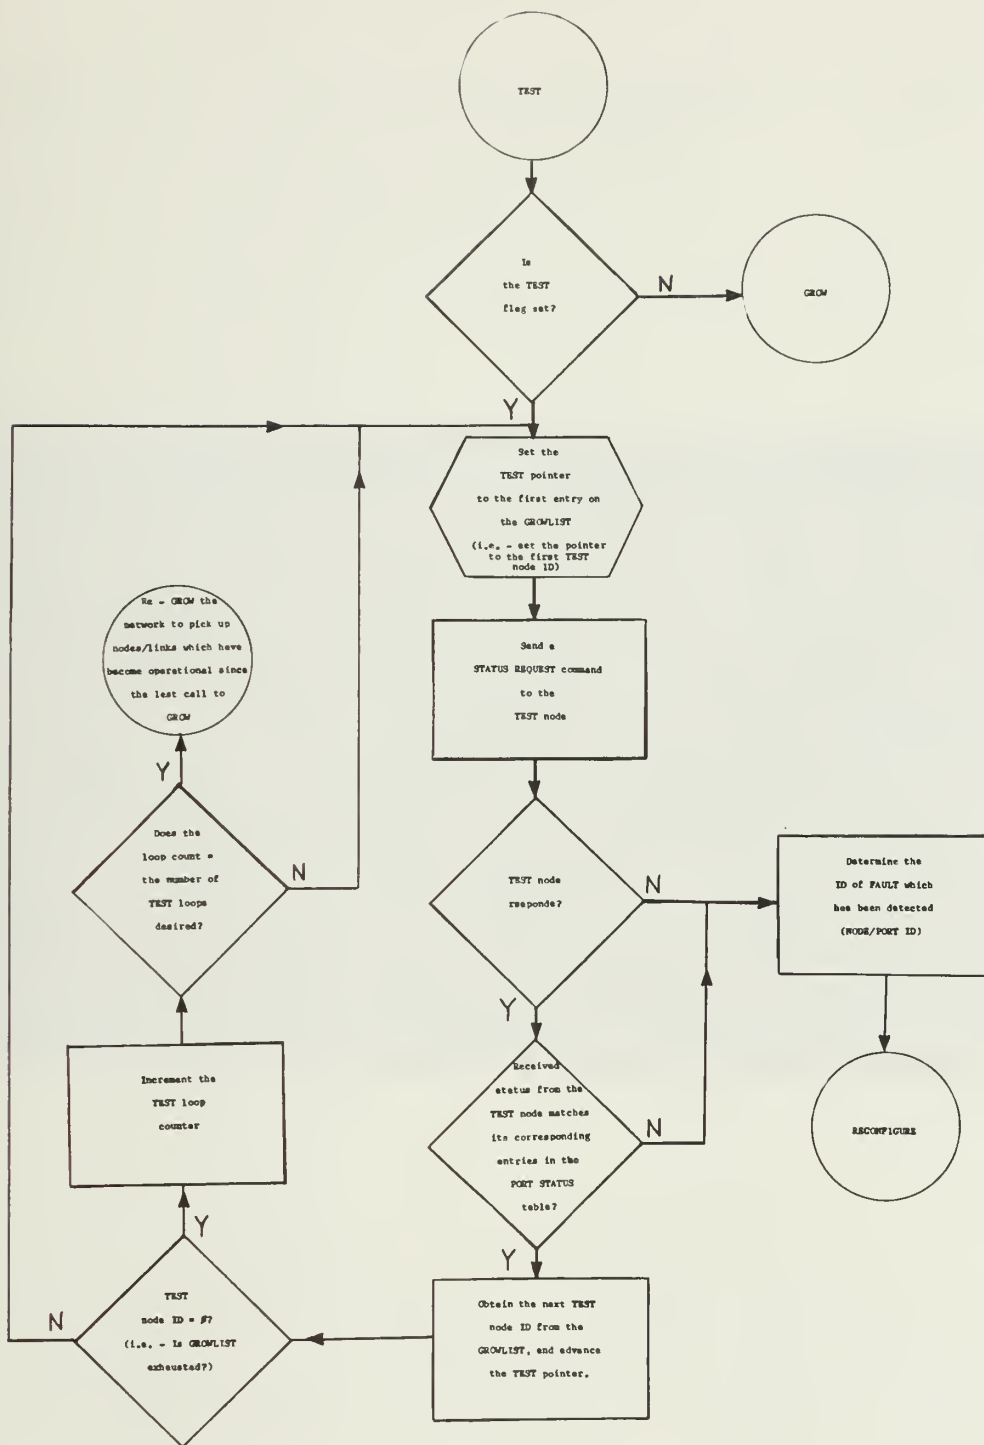 TEST
Is
the TEST
flag set?
N
GROW
Y
Set the
TEST pointer
to the first entry on
the GROWLIST
(i.e. - set the pointer
to the first TEST
node ID)
Re - GROW the
network to pick up
nodes/links which have
become operational since
the last call to
GROW
Send a
STATUS REQUEST command
to the
TEST node
Y
Does the
loop count =
the number of
TEST loops
desired?
N
TEST node
responds?
N
Determine the
ID of FAULT which
has been detected
(NODE/PORT ID)
Y
Increment the
TEST loop
counter
Received
status from the
TEST node matches
its corresponding
entries in the
PORT STATUS
table?
N
RECONFIGURE
Y
Y
TEST
node ID = Ø?
(i.e. - Is GROWLIST
exhausted?)
N
Obtain the next TEST
node ID from the
GROWLIST, and advance
the TEST pointer.